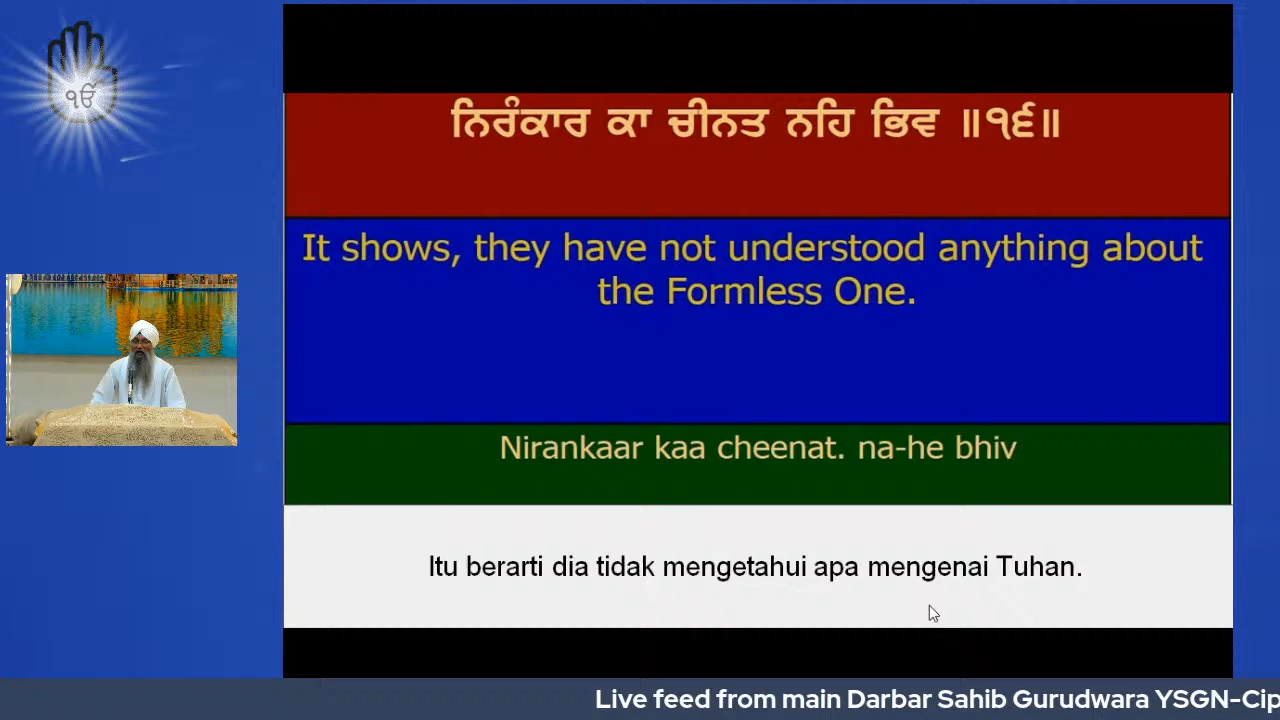 ੴ
ਨਿਰੰਕਾਰ ਕਾ ਚੀਨਤ ਨਹਿ ਭਿਵ ॥੧੬॥
It shows, they have not understood anything about
the Formless One.
Nirankaar kaa cheenat. na-he bhiv
Itu berarti dia tidak mengetahui apa mengenai Tuhan.
Live feed from main Darbar Sahib Gurudwara YSGN-Cip